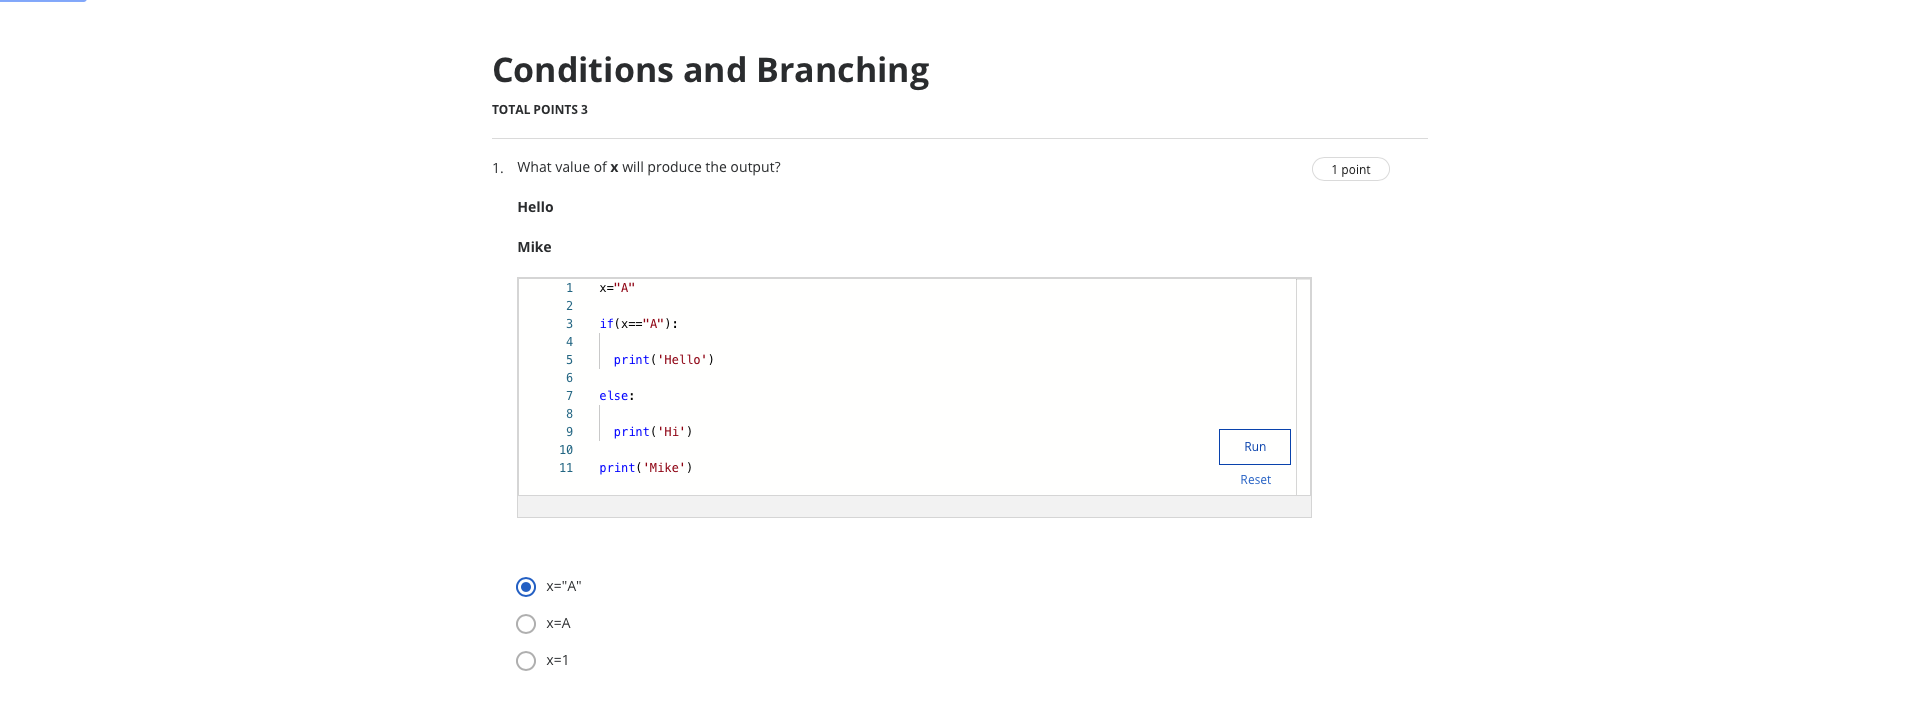 Conditions and Branching
TOTAL POINTS 3
1. What value of x will produce the output?
1 point
Hello
Mike
1 x="A"
2
3 if(x=="A"):
4
5 print('Hello')
6
7 else:
8
9 print('Hi')
10
11 print('Mike')
Run
Reset
x="A"
x=A
x=1